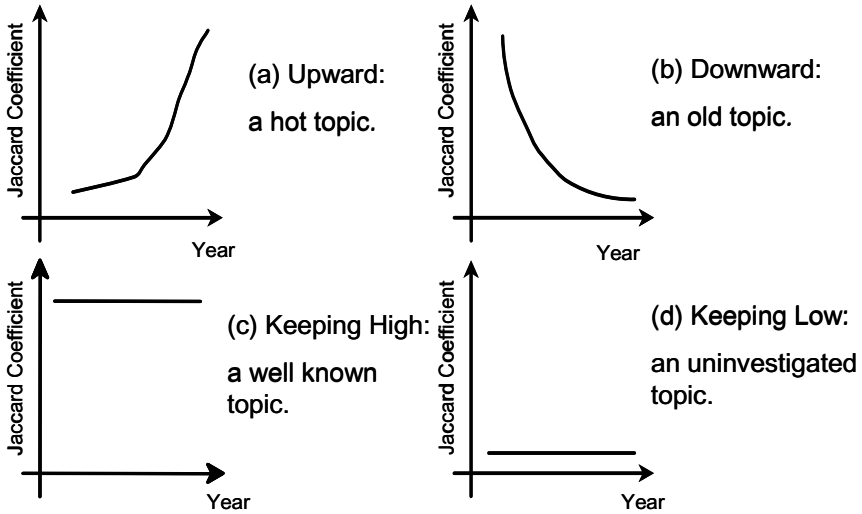 Jaccard Coefficient
(a) Upward:
a hot topic.
Year
Jaccard Coefficient
(b) Downward:
an old topic.
Year
Jaccard Coefficient
(c) Keeping High:
a well known
topic.
Year
Jaccard Coefficient
(d) Keeping Low:
an uninvestigated
topic.
Year